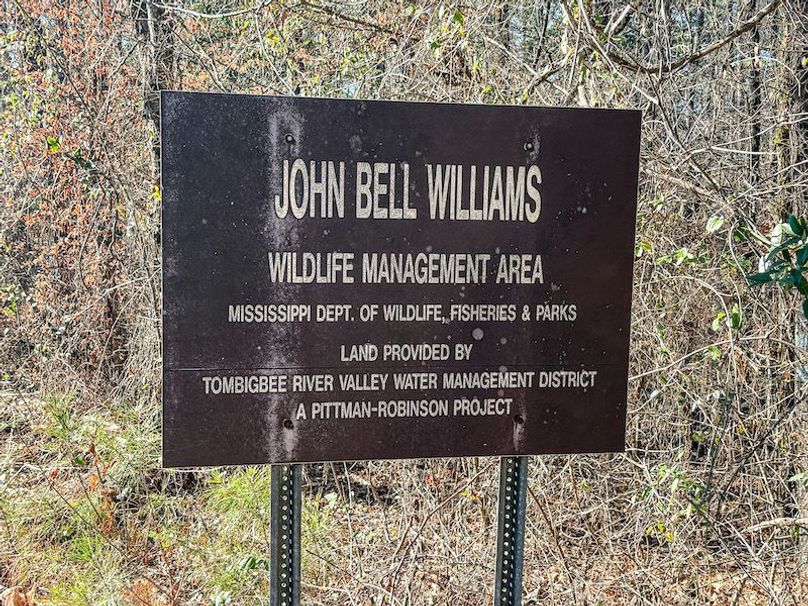 JOHN BELL WILLIAMS
WILDLIFE MANAGEMENT AREA
MISSISSIPPI DEPT. OF WILDLIFE, FISHERIES & PARKS
LAND PROVIDED BY
TOMBIGBEE RIVER VALLEY WATER MANAGEMENT DISTRICT
A PITTMAN-ROBINSON PROJECT